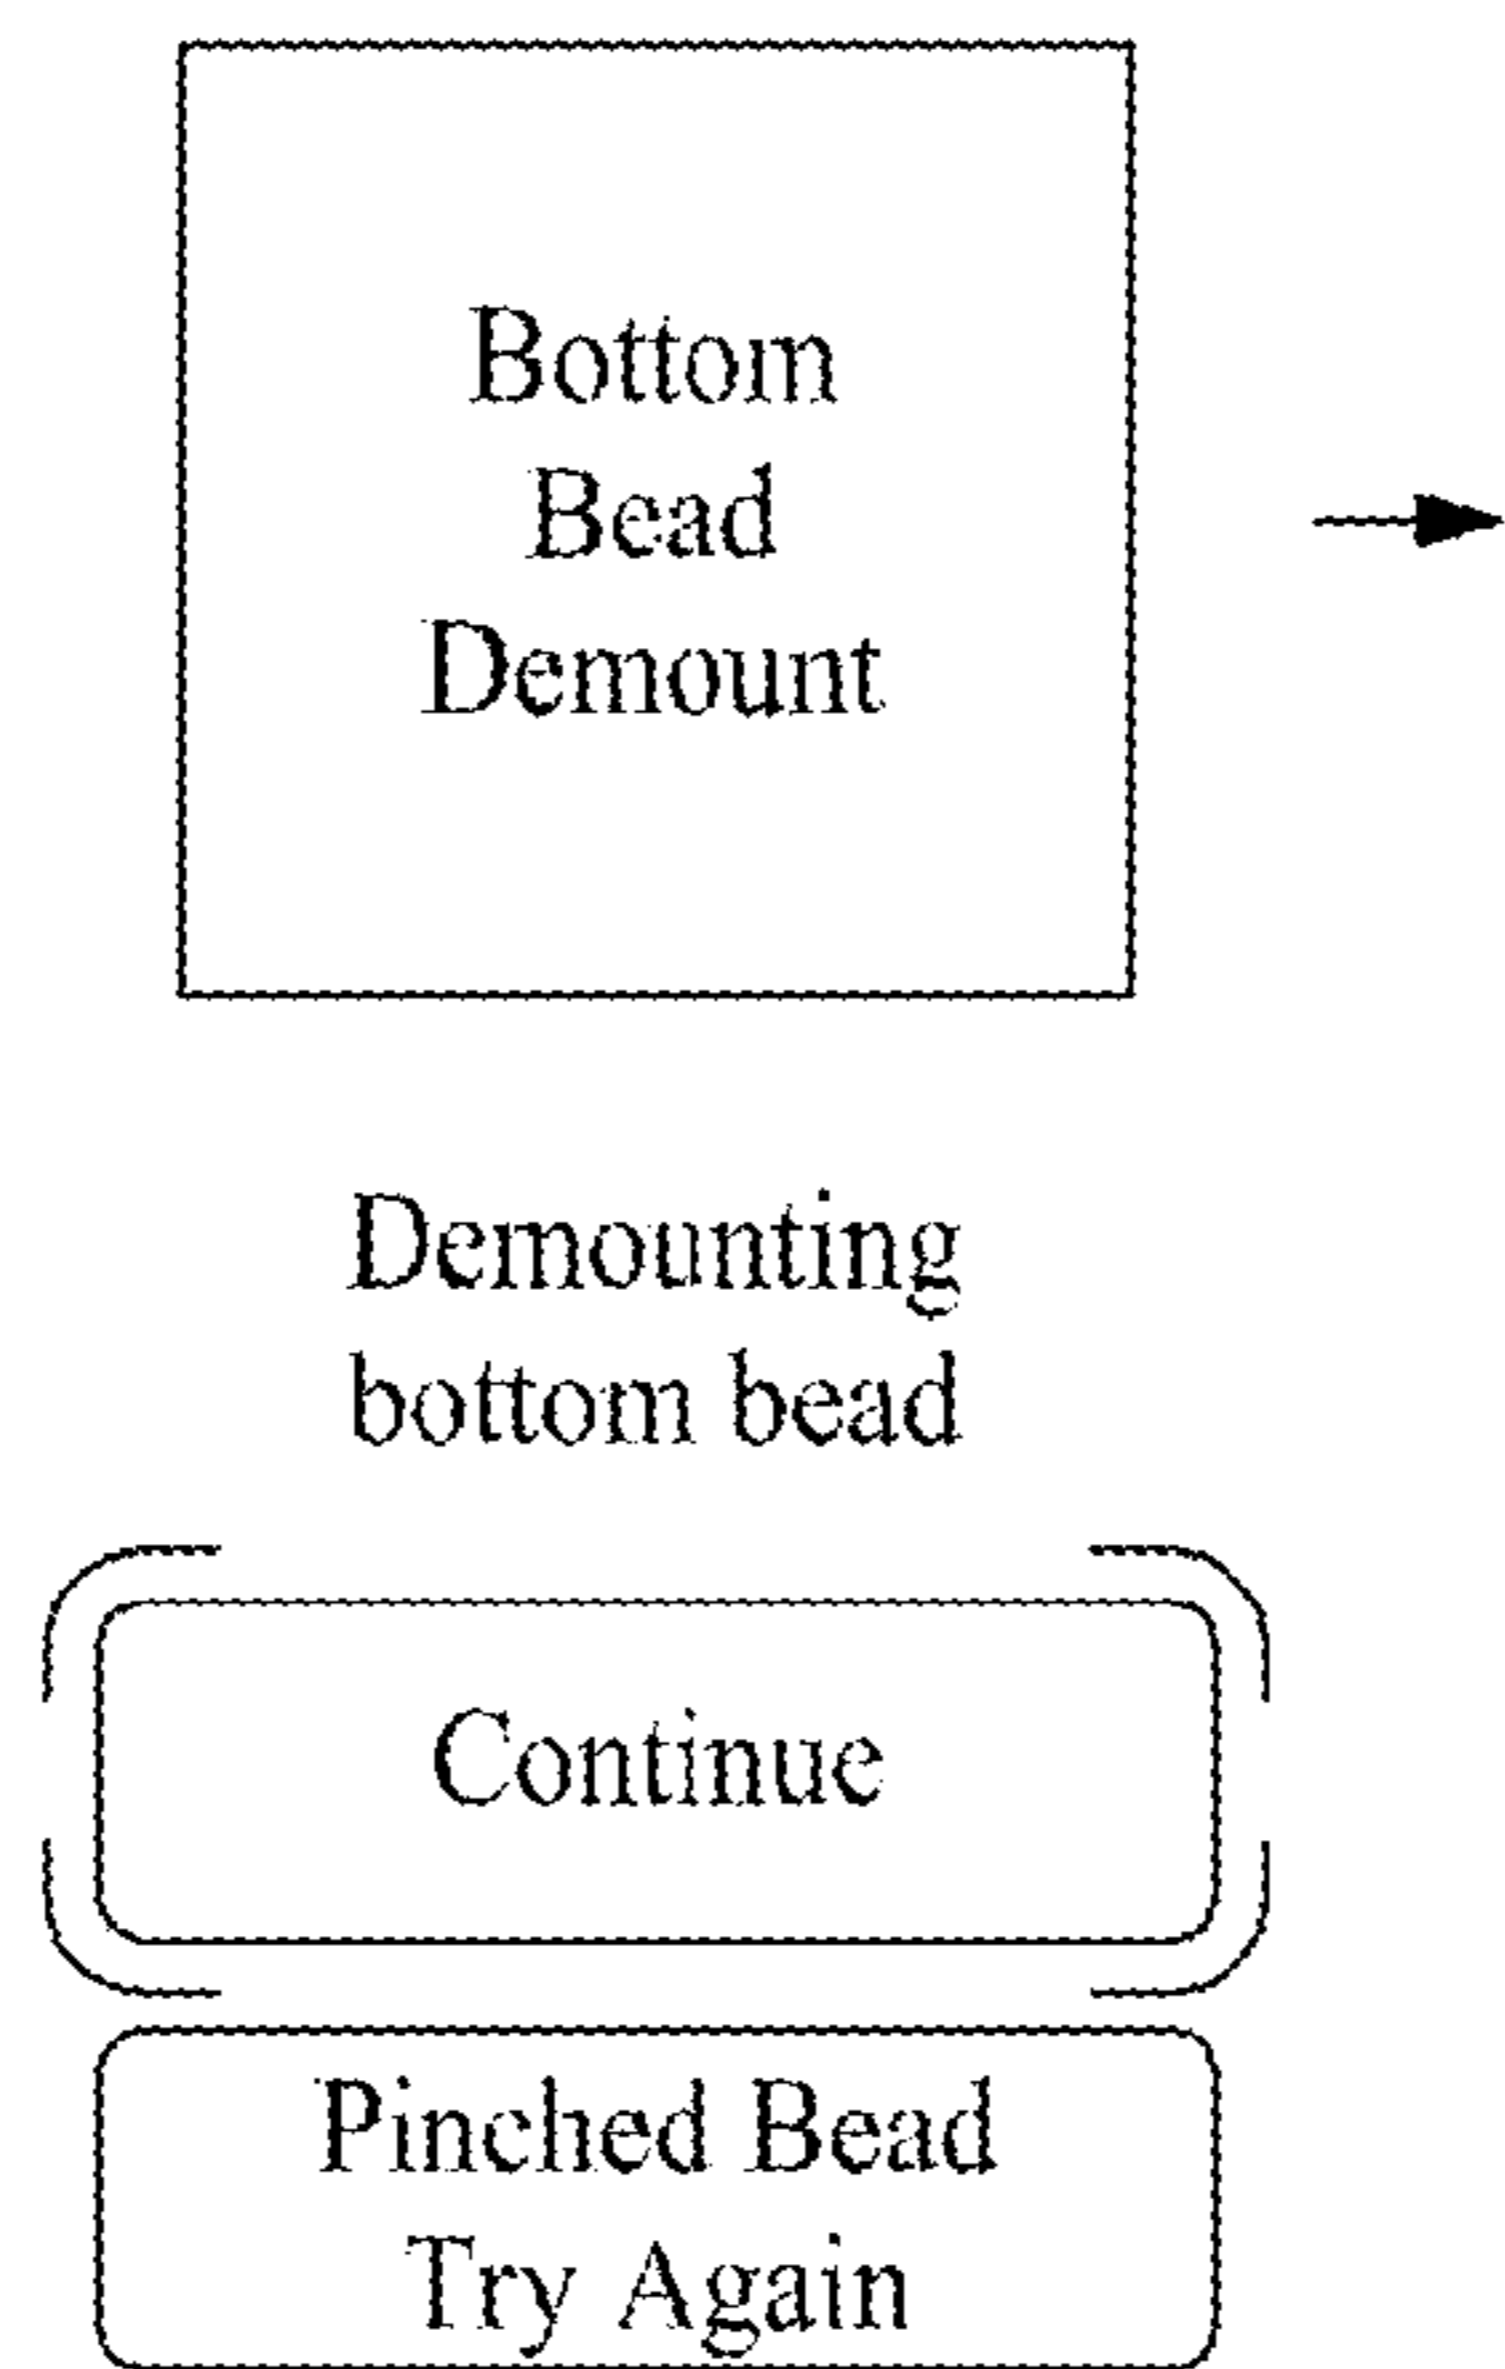 Bottom
Bead
Demount
Demounting
bottom bead
Continue
Pinched Bead
Try Again